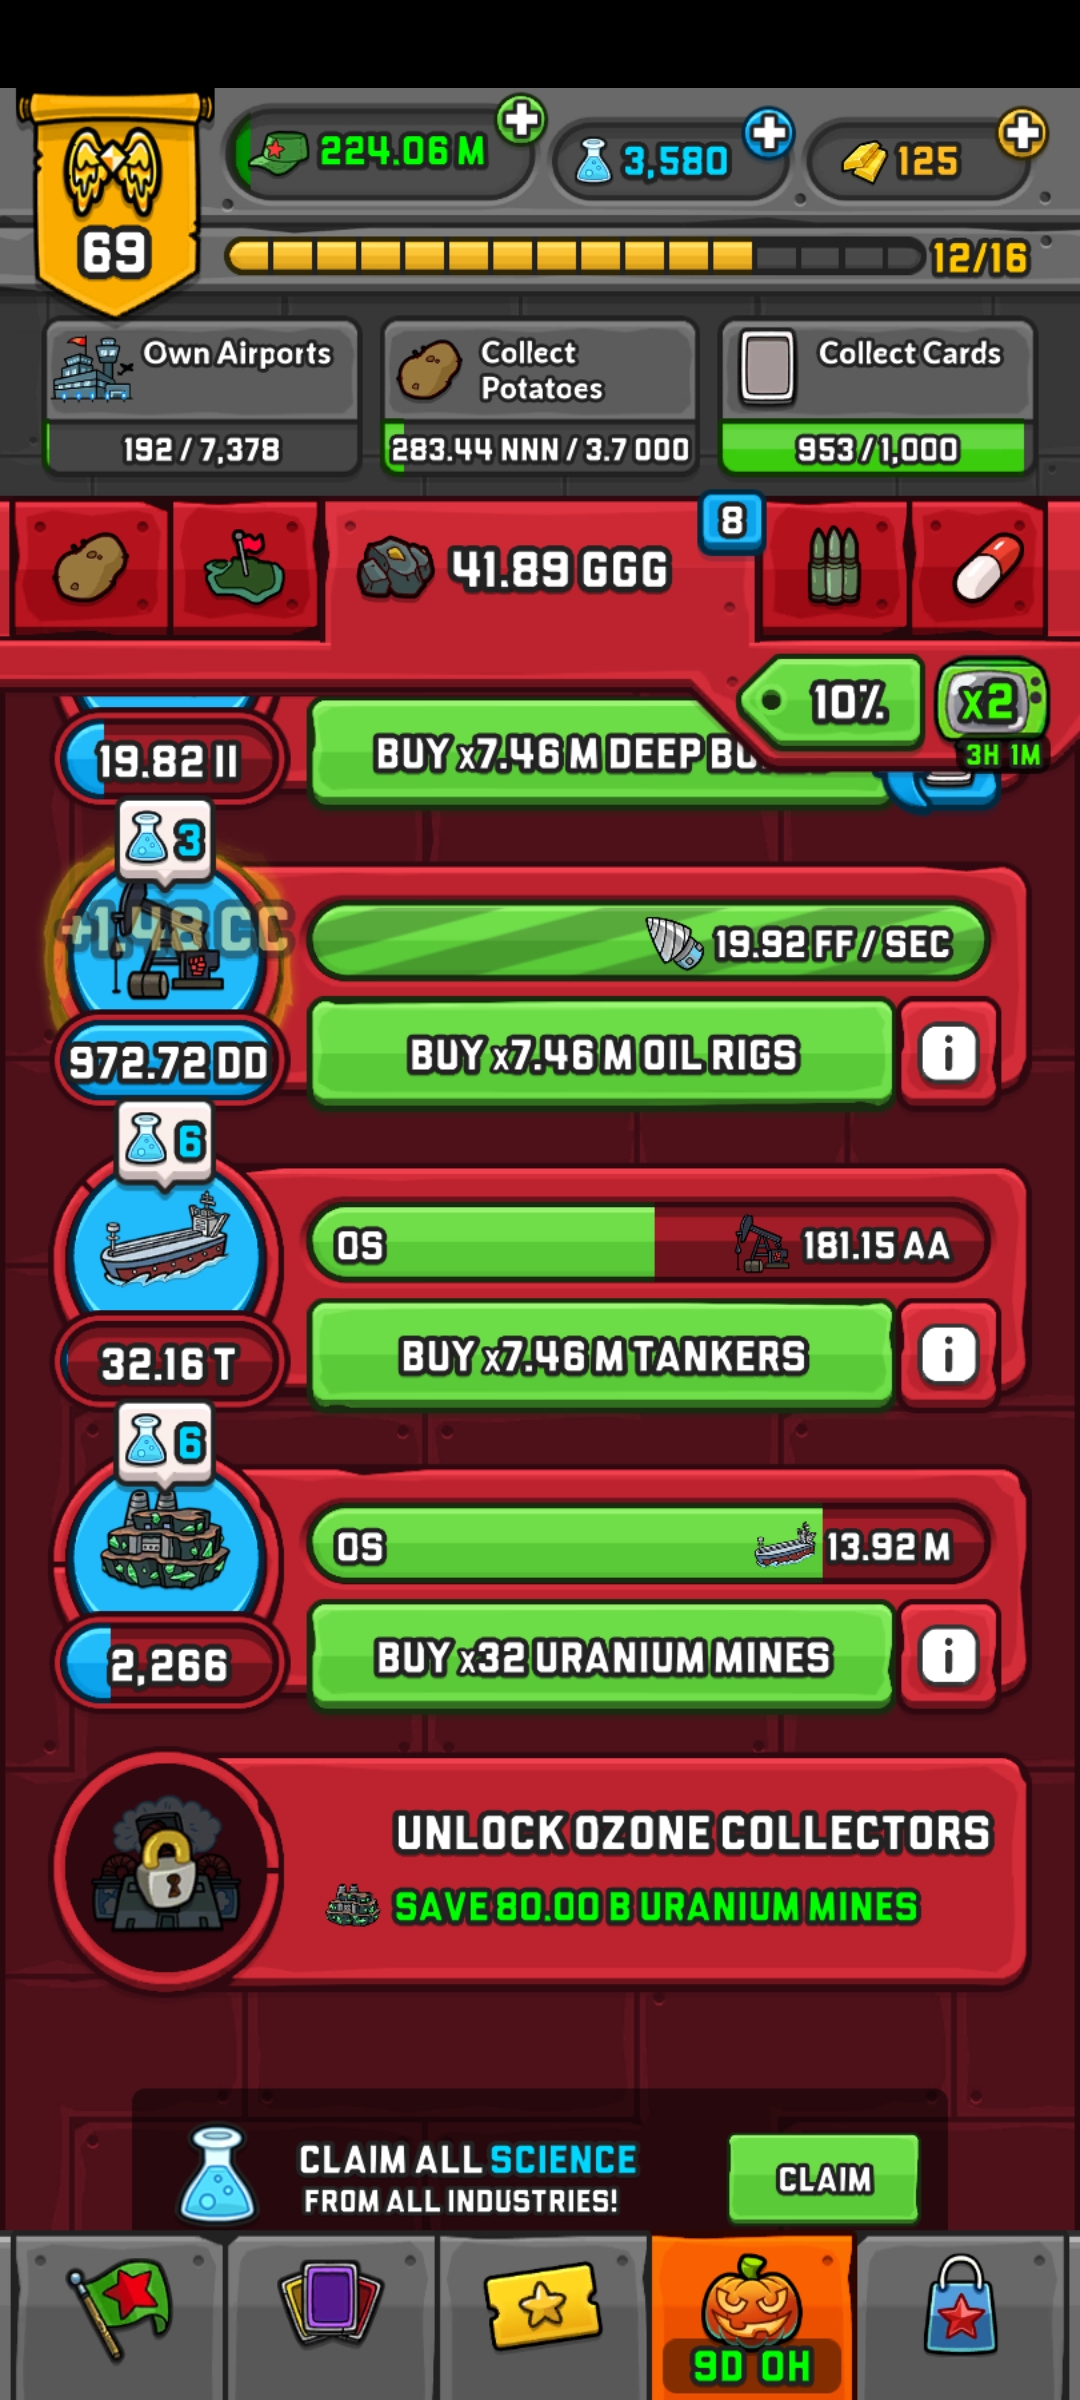 224.06 M
3,580
125
69
12/16
Own Airports
192 / 7,378
Collect
Potatoes
283.44 NNN / 3.7 OOO
Collect Cards
953 / 1,000
41.89 GGG
8
10%
x2
3H 1M
19.82 II
BUY x7.46 M DEEP
3
+1.48 CC
19.92 FF / SEC
972.72 DD
BUY x7.46 M OIL RIGS
i
6
0S
181.15 AA
32.16 T
BUY x7.46 M TANKERS
i
6
0S
13.92 M
2,266
BUY x32 URANIUM MINES
i
UNLOCK OZONE COLLECTORS
SAVE 80.00 B URANIUM MINES
CLAIM ALL SCIENCE
FROM ALL INDUSTRIES!
CLAIM
9D 0H